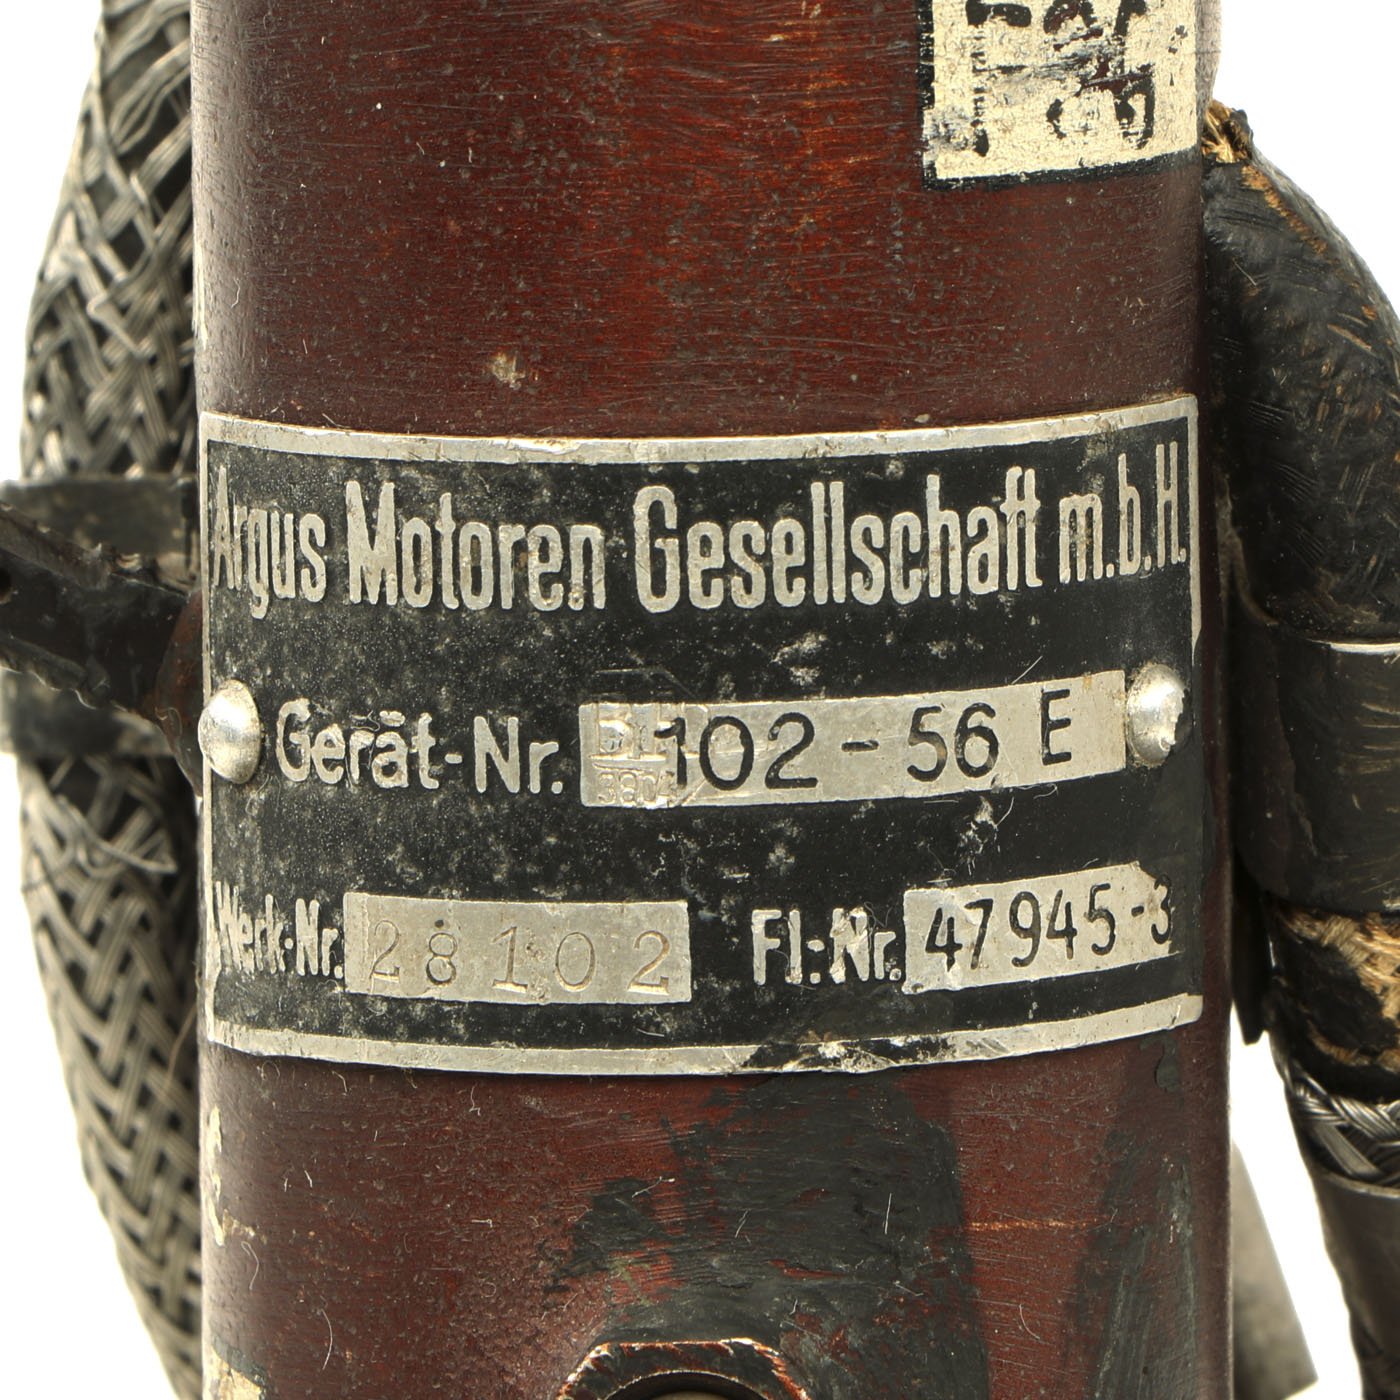 Argus Motoren Gesellschaft m.b.H.
Gerät-Nr. 102-56 E
Werk-Nr. 28102 Fl:-Nr. 47945-3